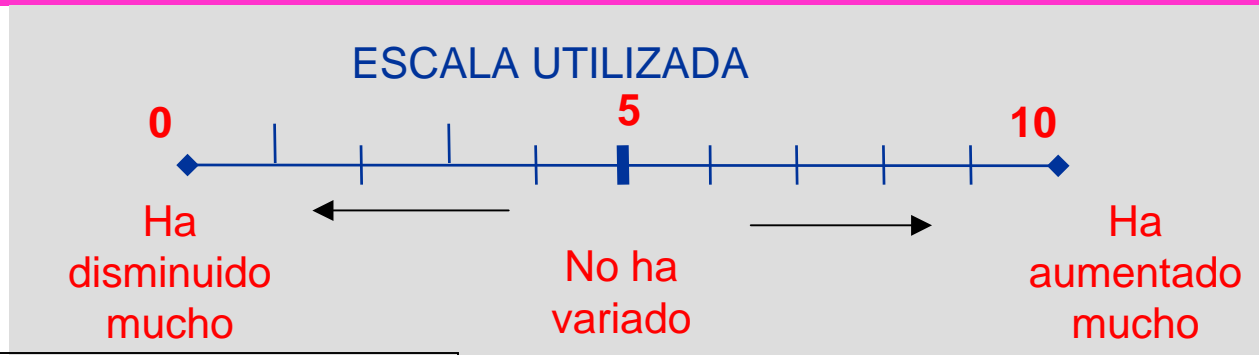 ESCALA UTILIZADA
0
5
10
Ha
disminuido
mucho
No ha
variado
Ha
aumentado
mucho